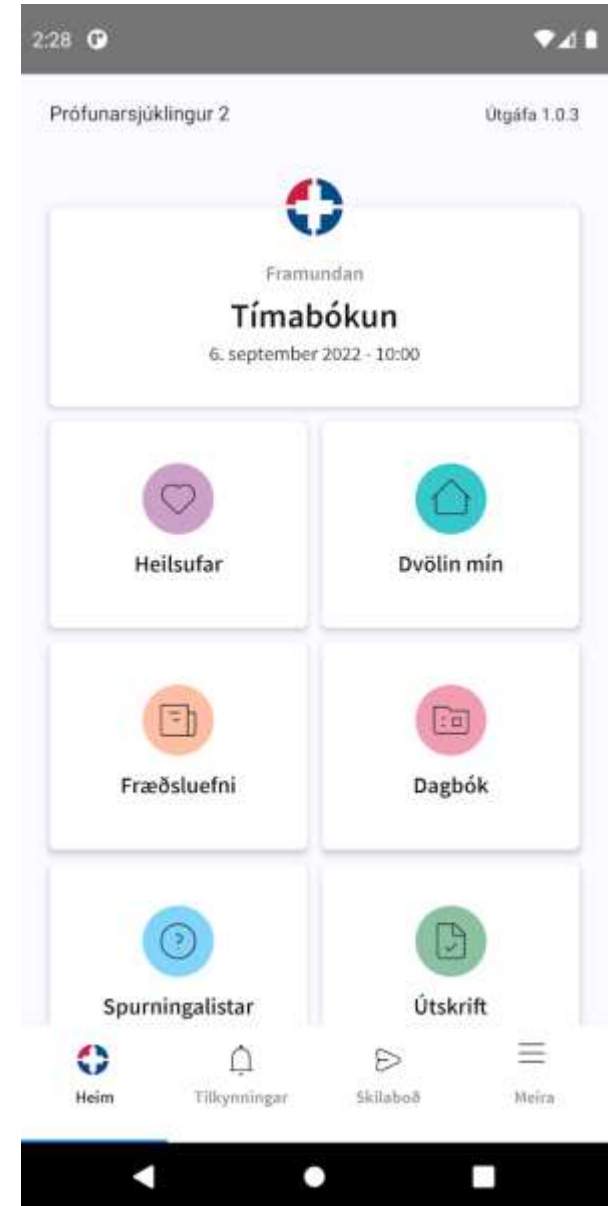 2:28
Prófunarsjúklingur 2
Útgáfa 1.0.3
Framundan
Tímabókun
6. september 2022 - 10:00
Heilsufar
Dvölin mín
Fræðsluefni
Dagbók
Spurningalistar
Útskrift
Heim
Tilkynningar
Skilaboð
Meira